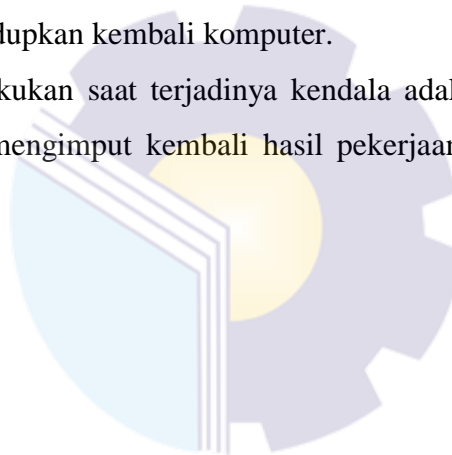 dupkan kembali komputer.
kukan saat terjadinya kendala adal
mengimput kembali hasil pekerjaan